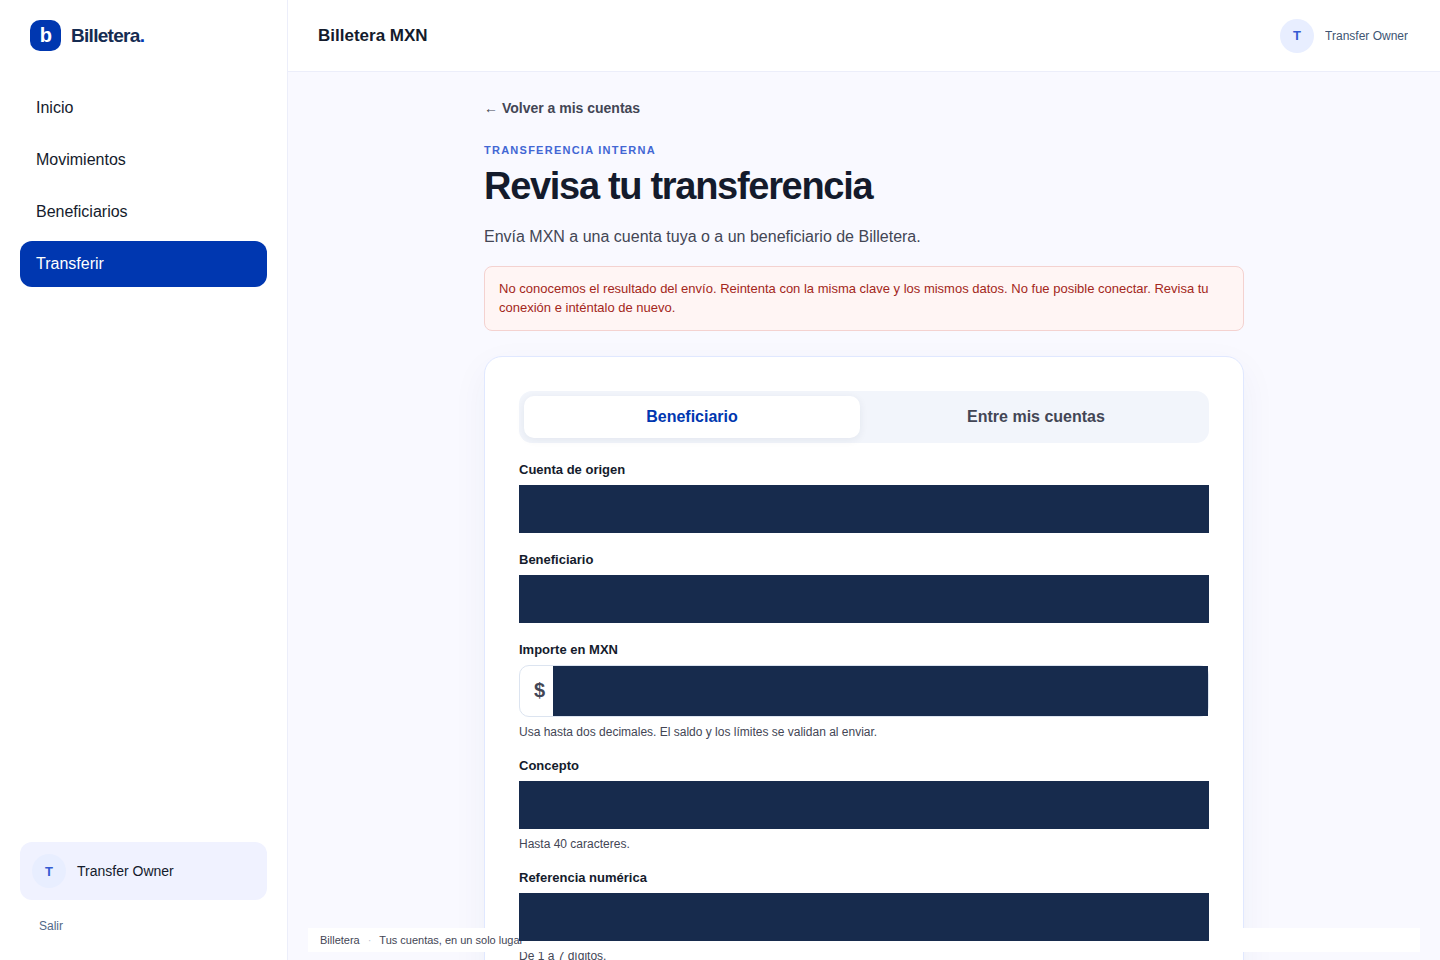 b Billetera.
Inicio
Movimientos
Beneficiarios
Transferir
T Transfer Owner
Salir
Billetera MXN
T Transfer Owner
← Volver a mis cuentas
TRANSFERENCIA INTERNA
Revisa tu transferencia
Envía MXN a una cuenta tuya o a un beneficiario de Billetera.
No conocemos el resultado del envío. Reintenta con la misma clave y los mismos datos. No fue posible conectar. Revisa tu
conexión e inténtalo de nuevo.
Beneficiario Entre mis cuentas
Cuenta de origen
Beneficiario
Importe en MXN
$
Usa hasta dos decimales. El saldo y los límites se validan al enviar.
Concepto
Hasta 40 caracteres.
Referencia numérica
Billetera · Tus cuentas, en un solo lugar
De 1 a 7 dígitos.